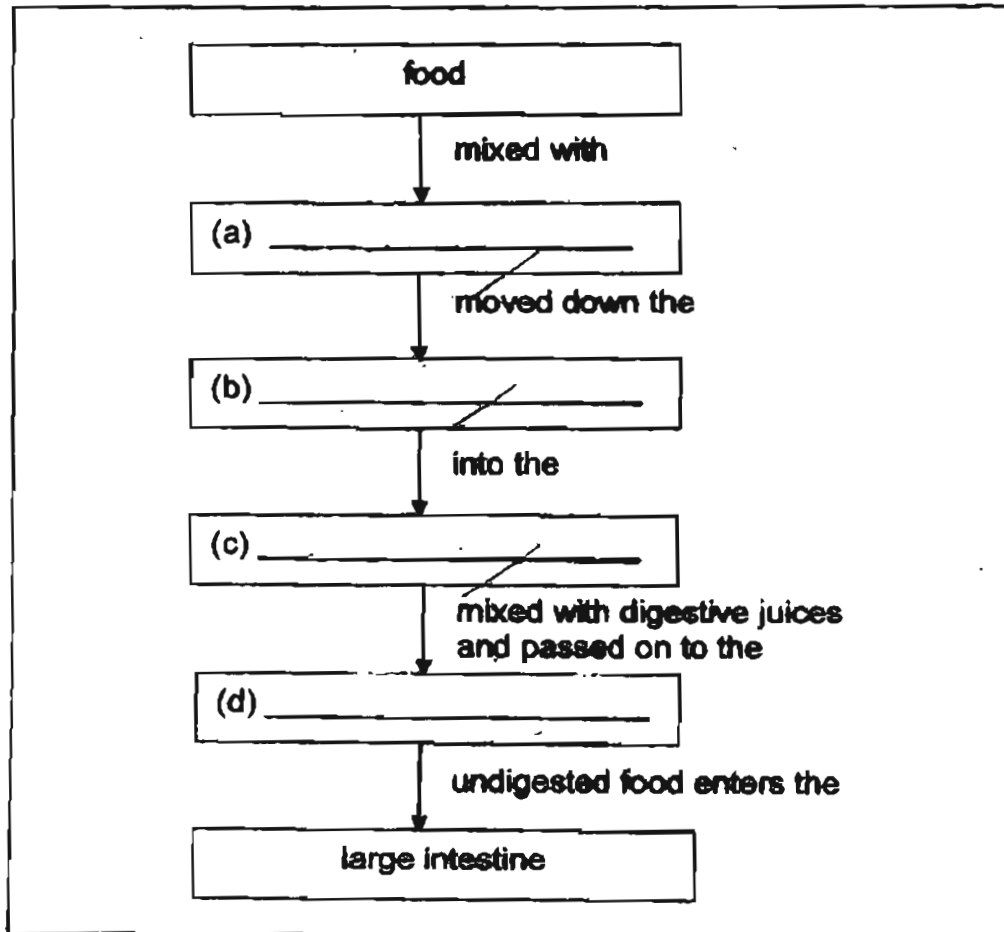 food
mixed with
(a)
moved down the
(b)
into the
(c)
mixed with digestive juices
and passed on to the
(d)
undigested food enters the
large intestine